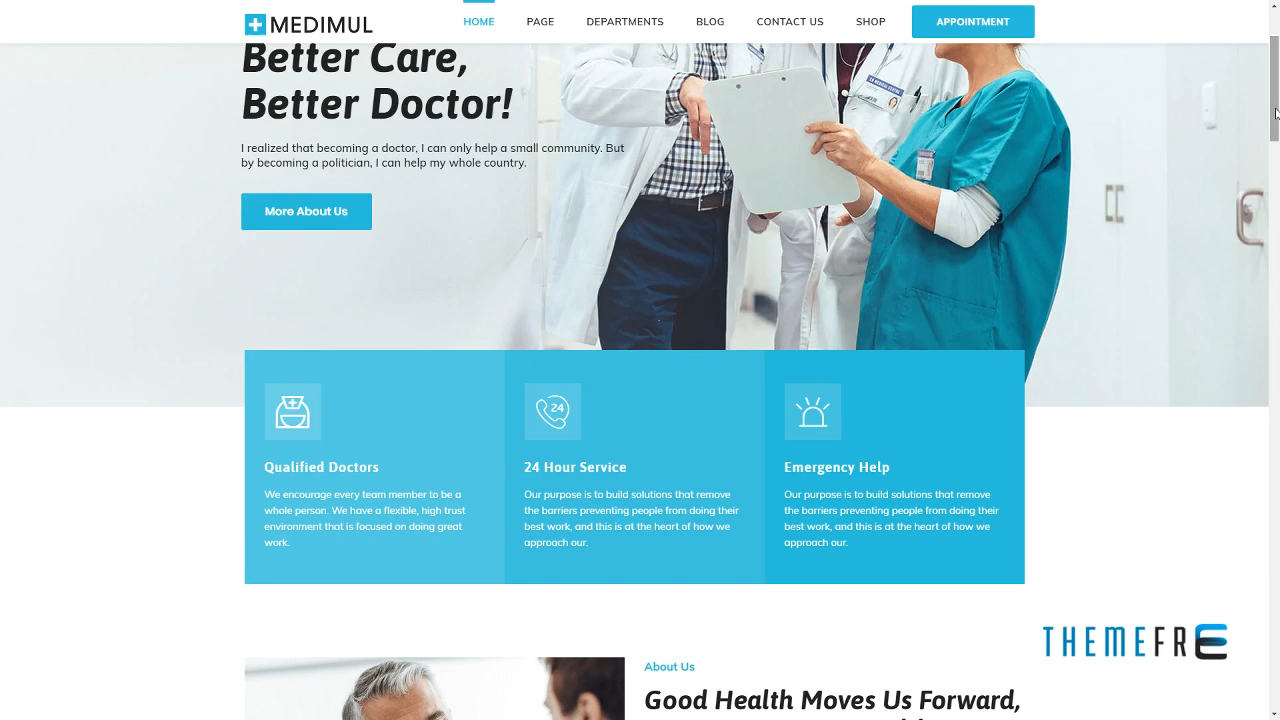 MEDIMUL
HOME PAGE DEPARTMENTS BLOG CONTACT US SHOP APPOINTMENT
Better Care,
Better Doctor!
I realized that becoming a doctor, I can only help a small community. But
by becoming a politician, I can help my whole country.
More About Us
24
Qualified Doctors
We encourage every team member to be a
whole person. We have a flexible, high trust
environment that is focused on doing great
work.
24 Hour Service
Our purpose is to build solutions that remove
the barriers preventing people from doing their
best work, and this is at the heart of how we
approach our.
Emergency Help
Our purpose is to build solutions that remove
the barriers preventing people from doing their
best work, and this is at the heart of how we
approach our.
THEMEFRE
About Us
Good Health Moves Us Forward,